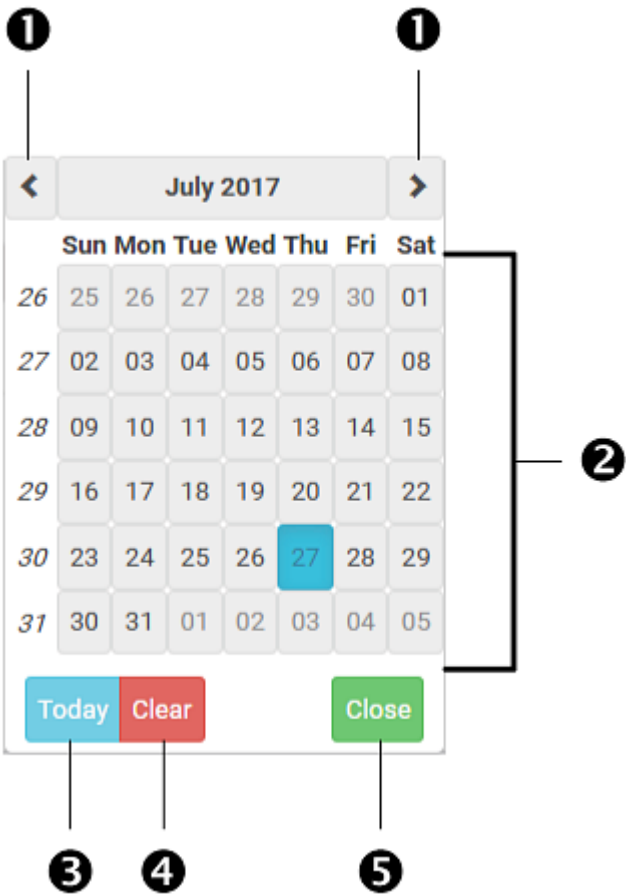 ❶ ❶
July 2017
Sun Mon Tue Wed Thu Fri Sat
26 25 26 27 28 29 30 01
27 02 03 04 05 06 07 08
28 09 10 11 12 13 14 15
❷
29 16 17 18 19 20 21 22
30 23 24 25 26 27 28 29
31 30 31 01 02 03 04 05
Today Clear Close
❸ ❹ ❺